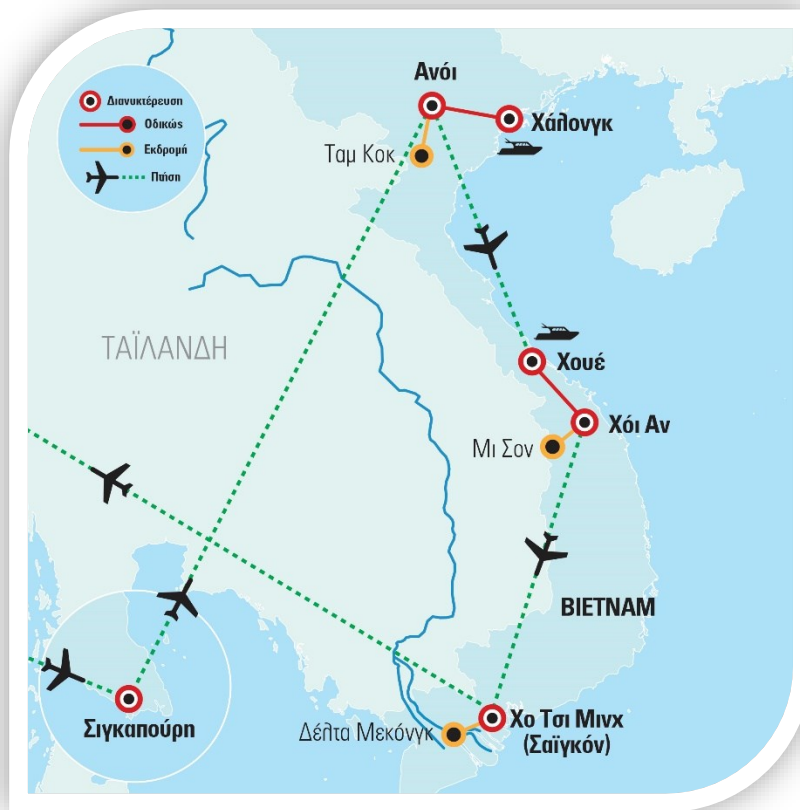 Διανυκτέρευση
Οδικώς
Εκδρομή
Πτήση
Ανόι
Χάλονγκ
Ταμ Κοκ
ΤΑΪΛΑΝΔΗ
Χουέ
Χόι Αν
Μι Σον
ΒΙΕΤΝΑΜ
Σιγκαπούρη
Δέλτα Μεκόνγκ
Χο Τσι Μινχ
(Σαϊγκόν)